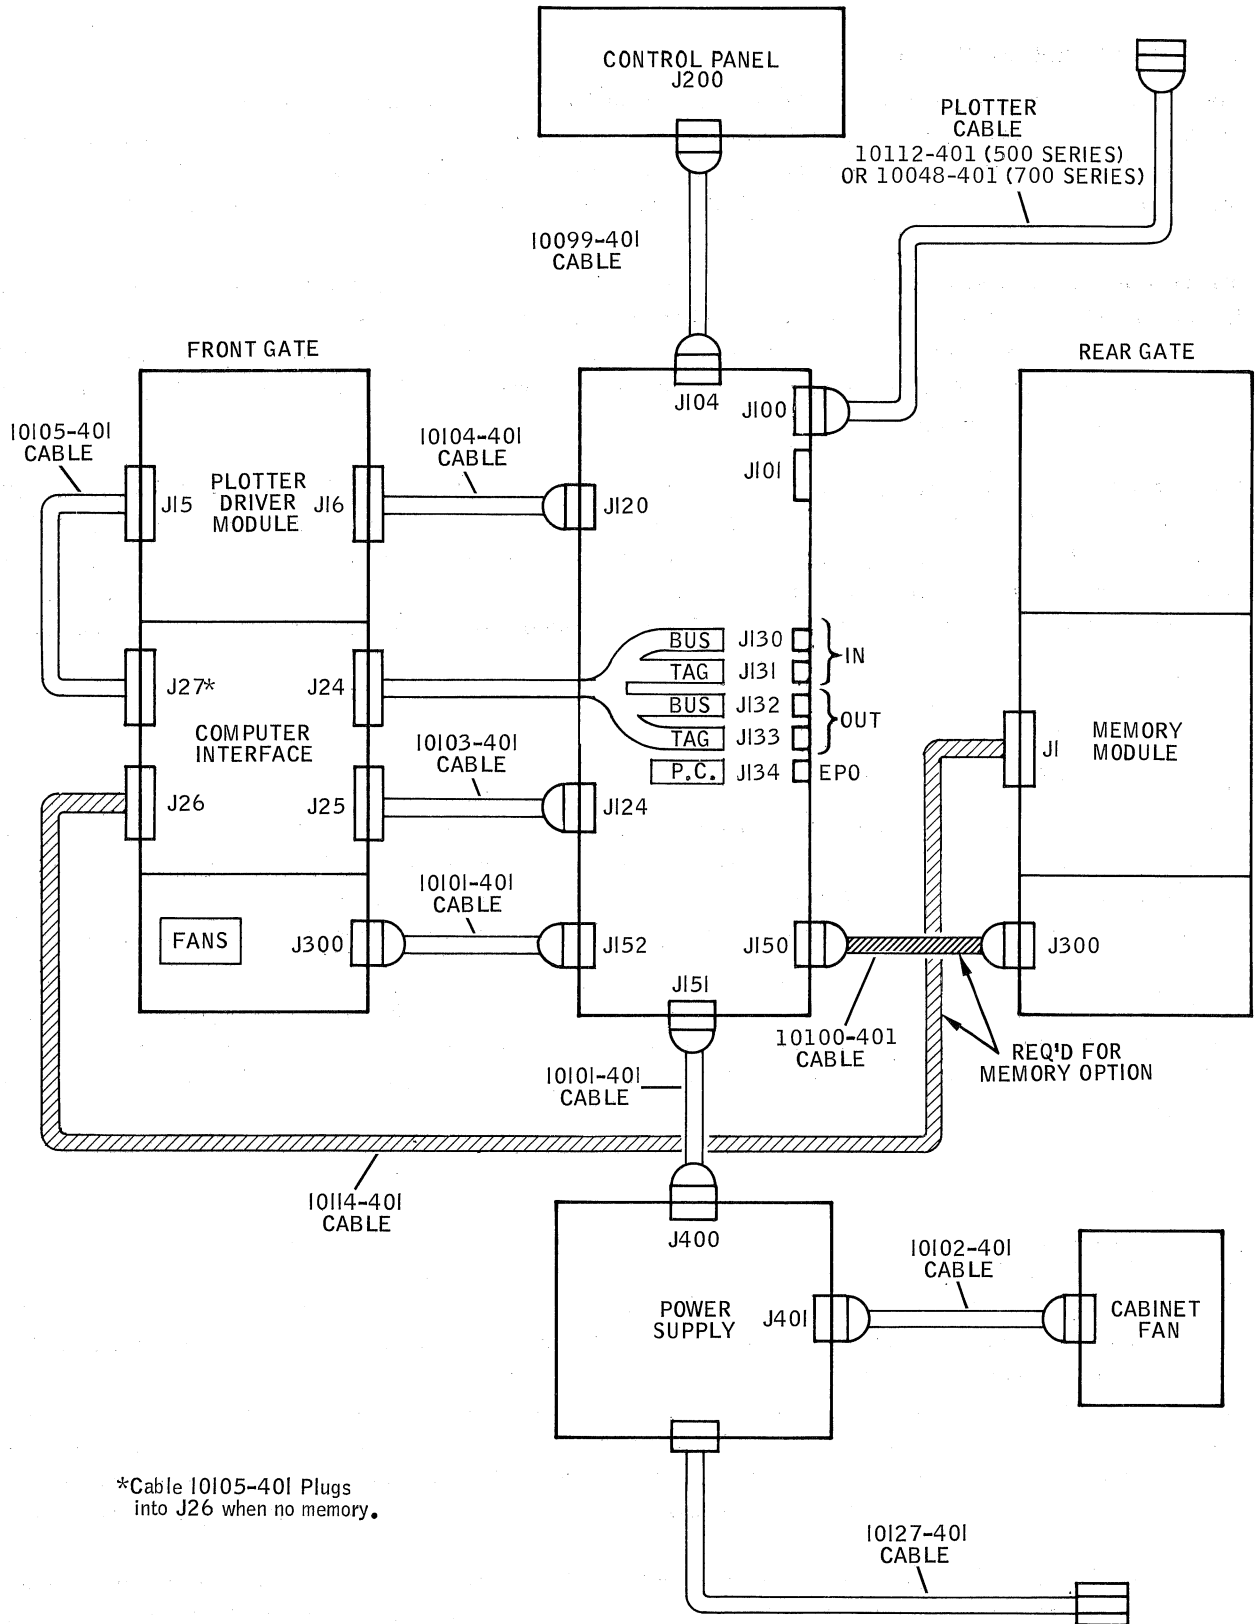 CONTROL PANEL
J200
PLOTTER
CABLE
10112-401 (500 SERIES)
OR 10048-401 (700 SERIES)
10099-401
CABLE
FRONT GATE
REAR GATE
J104
J100
10105-401
CABLE
10104-401
CABLE
J101
PLOTTER
DRIVER
MODULE
J15
J16
J120
BUS
J130
IN
TAG
J131
J27*
J24
BUS
J132
OUT
TAG
J133
COMPUTER
INTERFACE
10103-401
CABLE
MEMORY
MODULE
J1
P.C.
J134
EPO
J26
J25
J124
10101-401
CABLE
FANS
J300
J152
J150
J300
J151
10100-401
CABLE
REQ'D FOR
MEMORY OPTION
10101-401
CABLE
10114-401
CABLE
J400
10102-401
CABLE
POWER
SUPPLY
J401
CABINET
FAN
*Cable 10105-401 Plugs
into J26 when no memory.
10127-401
CABLE